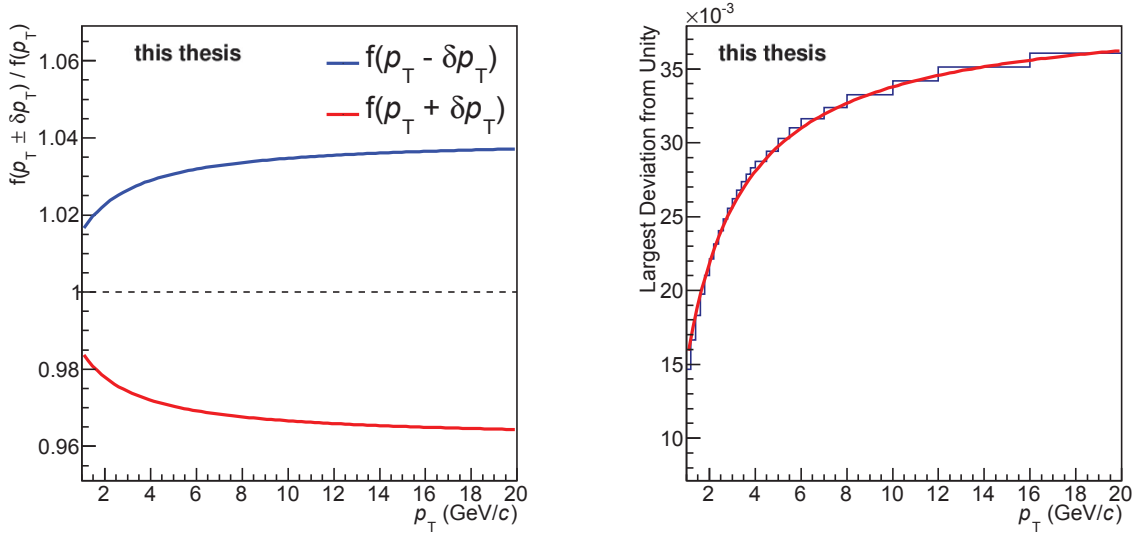 f(p_T ± δp_T) / f(p_T)
1.06
1.04
1.02
1
0.98
0.96
this thesis
f(p_T - δp_T)
f(p_T + δp_T)
2 4 6 8 10 12 14 16 18 20
p_T (GeV/c)
×10⁻³
Largest Deviation from Unity
35
30
25
20
15
10
this thesis
2 4 6 8 10 12 14 16 18 20
p_T (GeV/c)